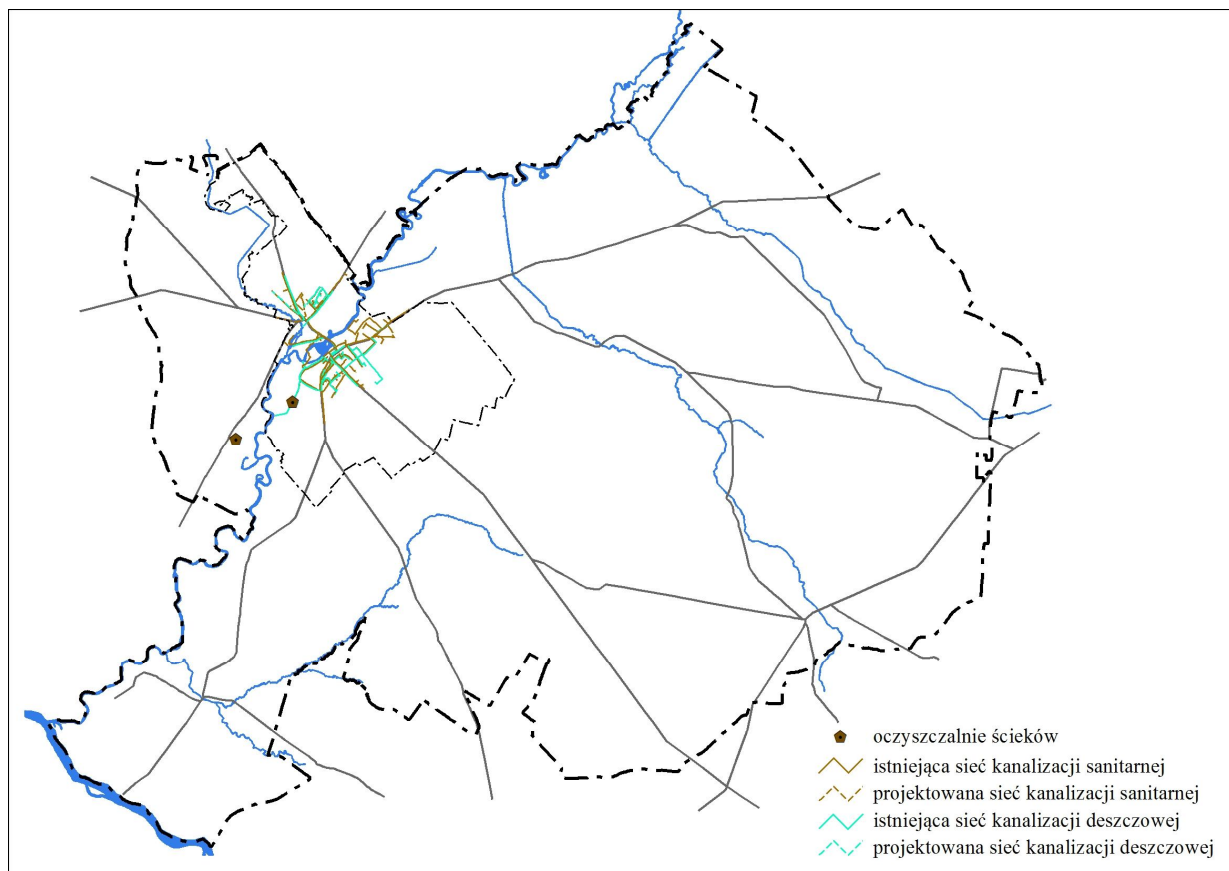 oczyszczalnie ścieków
istniejąca sieć kanalizacji sanitarnej
projektowana sieć kanalizacji sanitarnej
istniejąca sieć kanalizacji deszczowej
projektowana sieć kanalizacji deszczowej